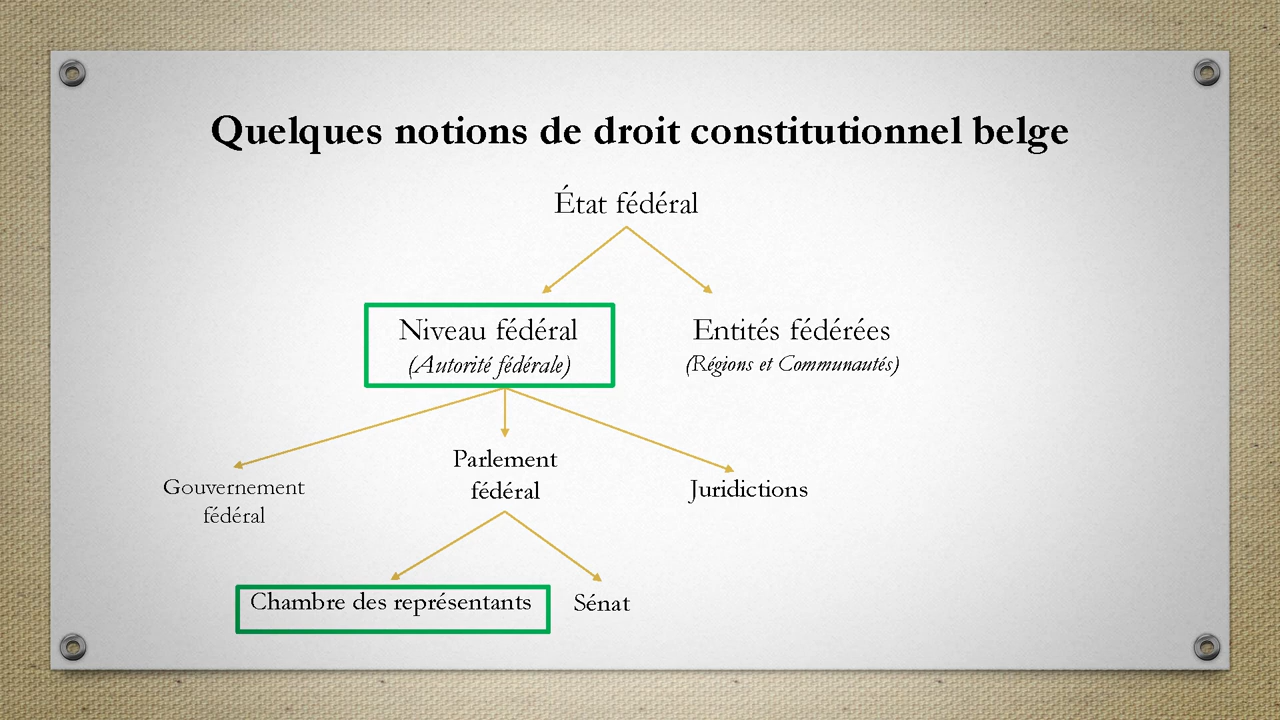 Quelques notions de droit constitutionnel belge
État fédéral
Niveau fédéral
(Autorité fédérale)
Entités fédérées
(Régions et Communautés)
Gouvernement
fédéral
Parlement
fédéral
Juridictions
Chambre des représentants
Sénat